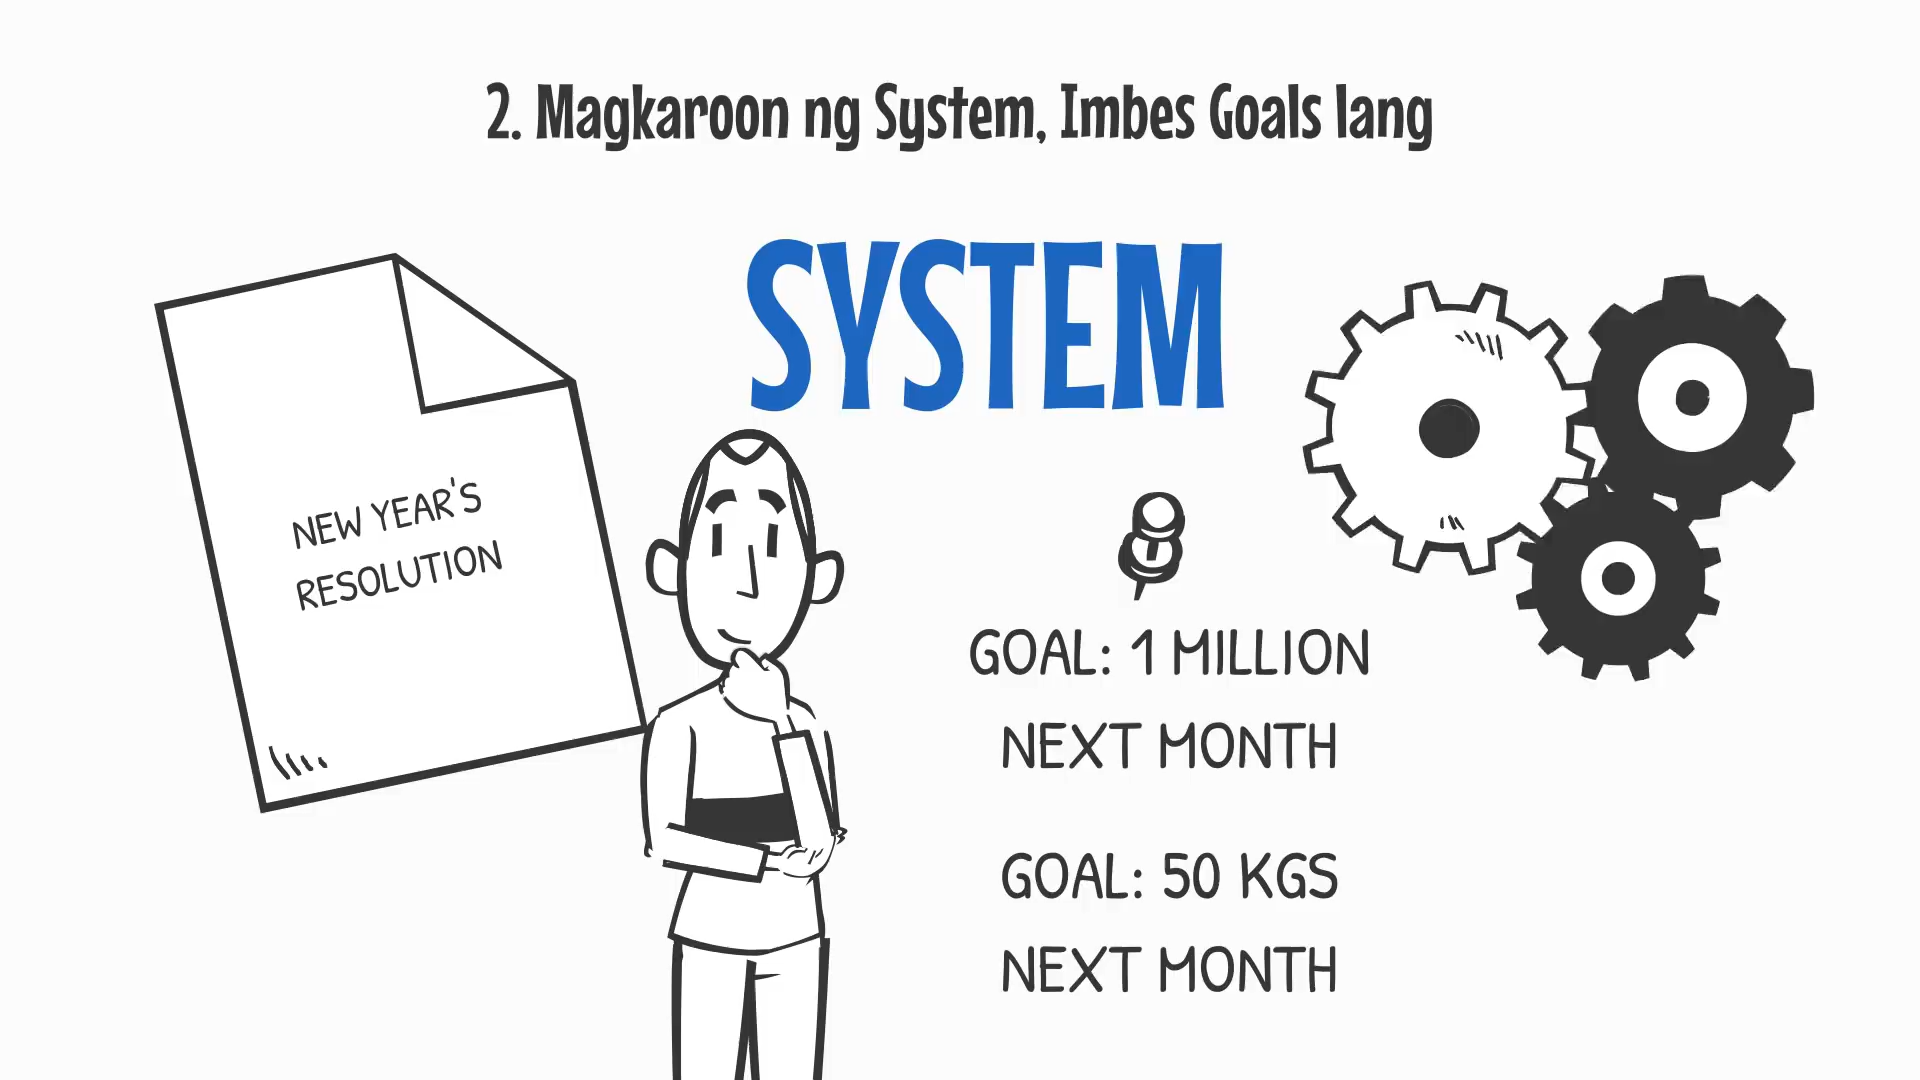 2. Magkaroon ng System, Imbes Goals lang
SYSTEM
NEW YEAR'S
RESOLUTION
GOAL: 1 MILLION
NEXT MONTH
GOAL: 50 KGS
NEXT MONTH